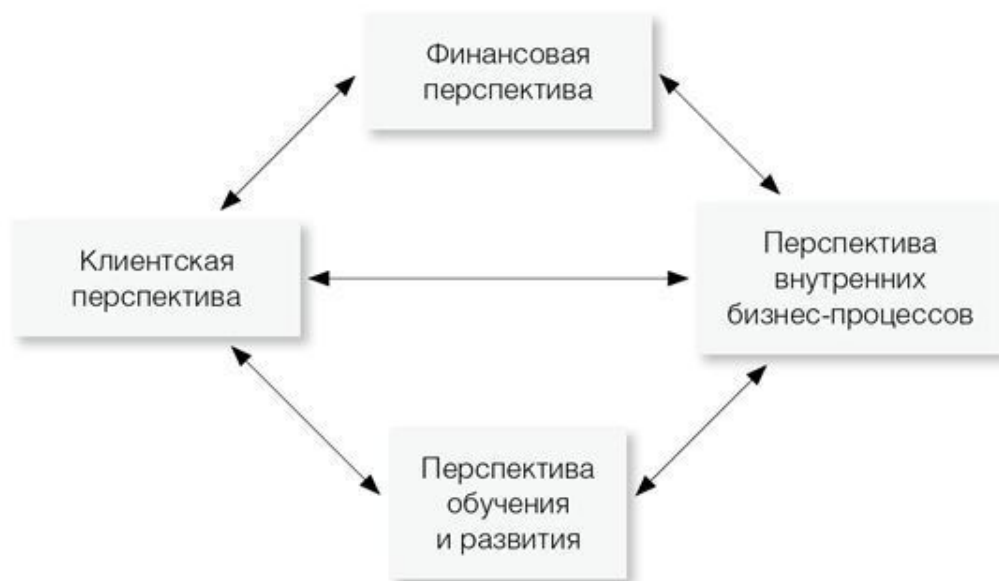 Финансовая
перспектива
Клиентская
перспектива
Перспектива
внутренних
бизнес-процессов
Перспектива
обучения
и развития